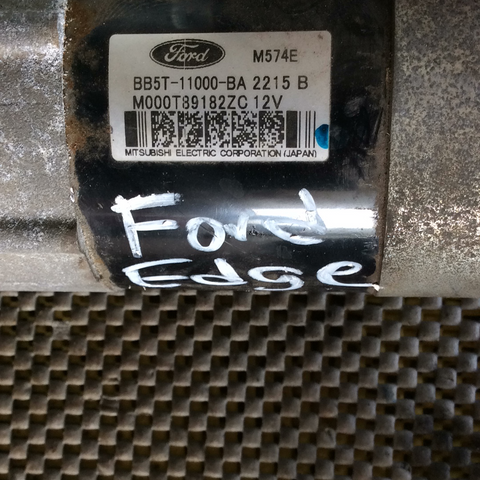 Ford M574E
BB5T-11000-BA 2215 B
M000T89182ZC 12V
MITSUBISHI ELECTRIC CORPORATION (JAPAN)
Ford
Edge